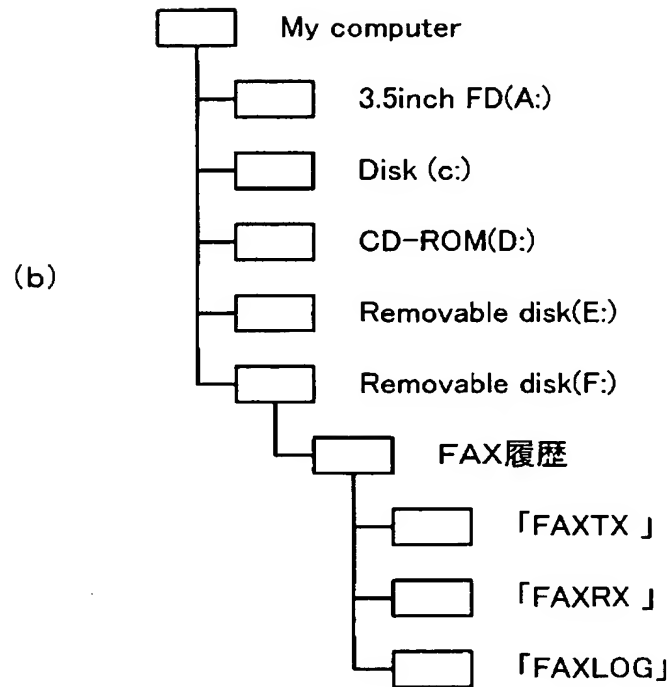 My computer
3.5inch FD(A:)
Disk (c:)
CD-ROM(D:)
(b)
Removable disk(E:)
Removable disk(F:)
FAX履歴
「FAXTX 」
「FAXRX 」
「FAXLOG」